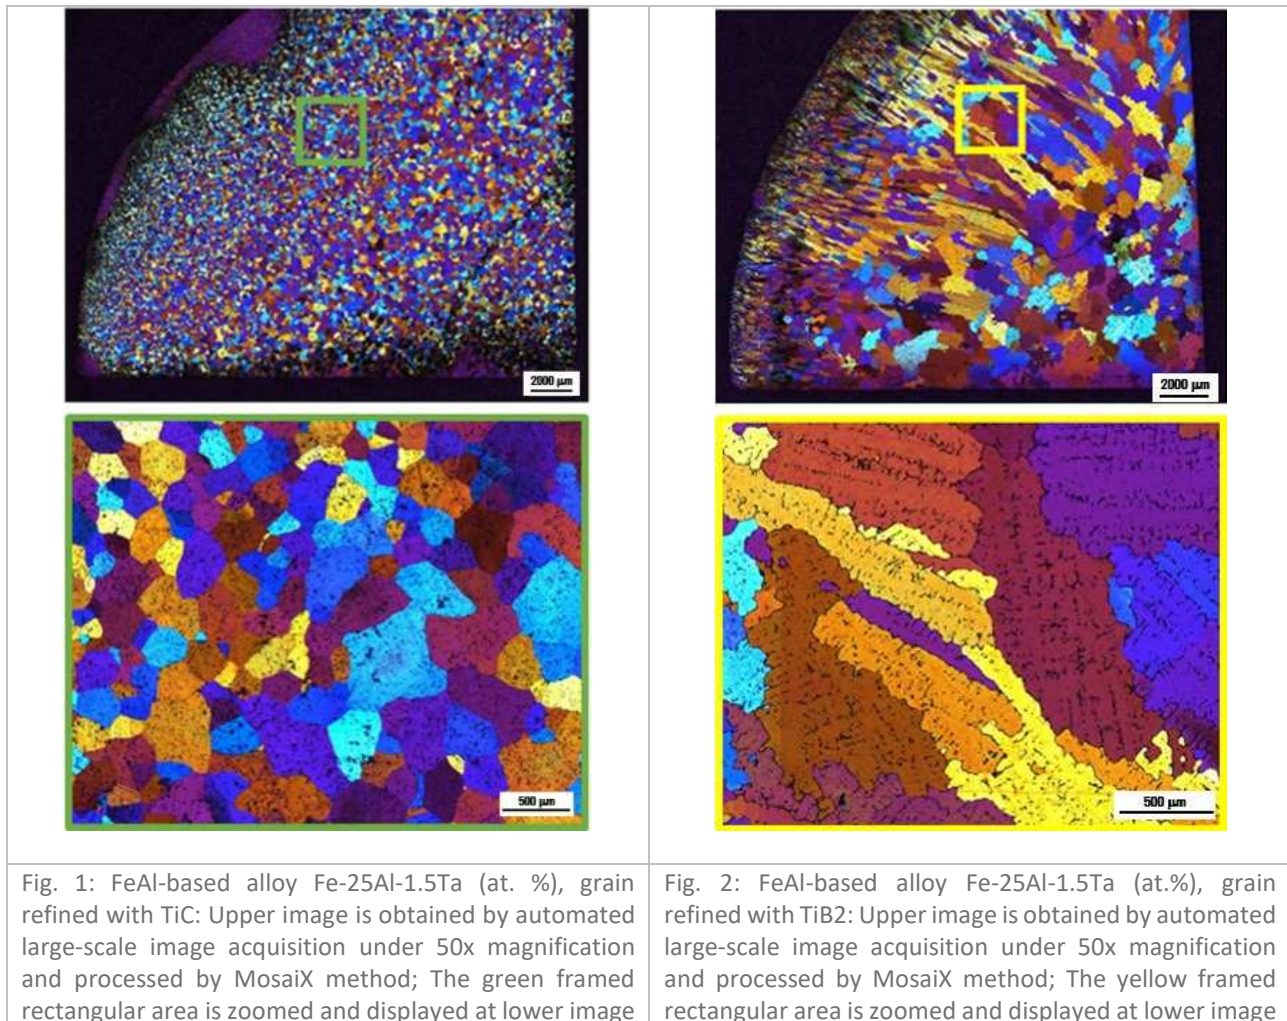 2000 µm
2000 µm
500 µm
500 µm
Fig. 1: FeAl-based alloy Fe-25Al-1.5Ta (at. %), grain
refined with TiC: Upper image is obtained by automated
large-scale image acquisition under 50x magnification
and processed by MosaiX method; The green framed
rectangular area is zoomed and displayed at lower image
Fig. 2: FeAl-based alloy Fe-25Al-1.5Ta (at.%), grain
refined with TiB2: Upper image is obtained by automated
large-scale image acquisition under 50x magnification
and processed by MosaiX method; The yellow framed
rectangular area is zoomed and displayed at lower image